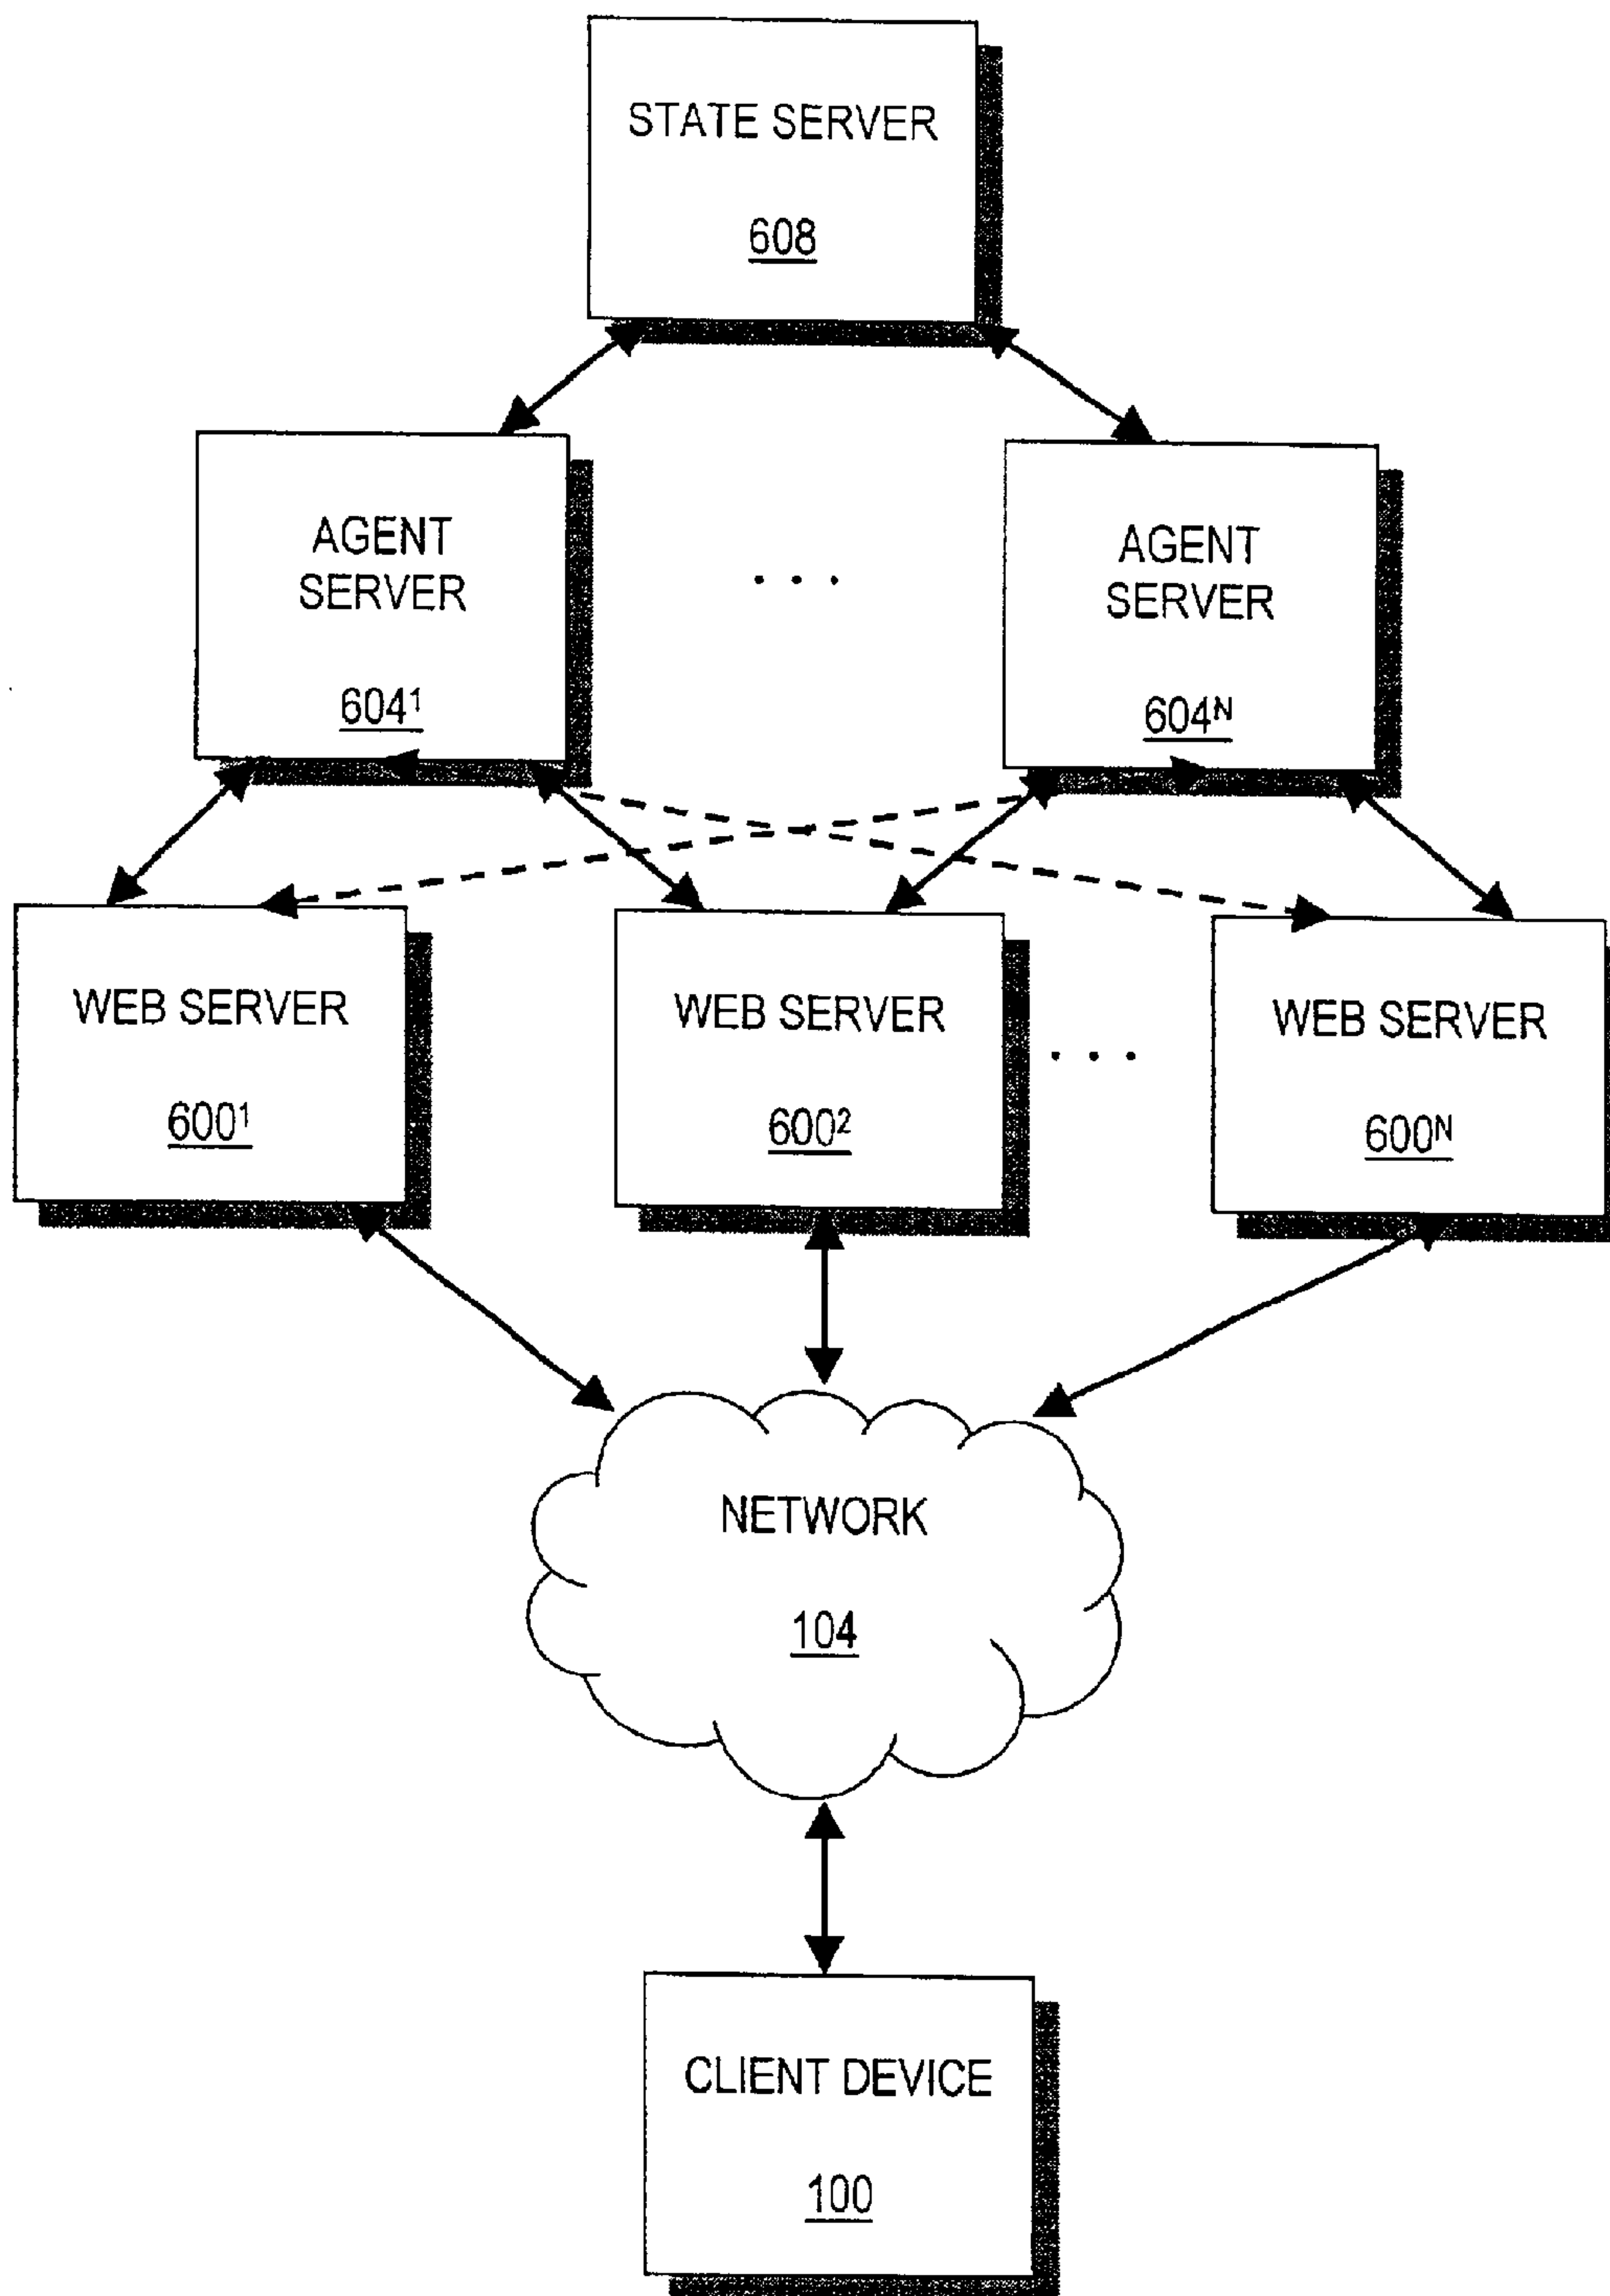 STATE SERVER
608
AGENT
SERVER
604¹
. . .
AGENT
SERVER
604ᴺ
WEB SERVER
600¹
WEB SERVER
600²
. . .
WEB SERVER
600ᴺ
NETWORK
104
CLIENT DEVICE
100